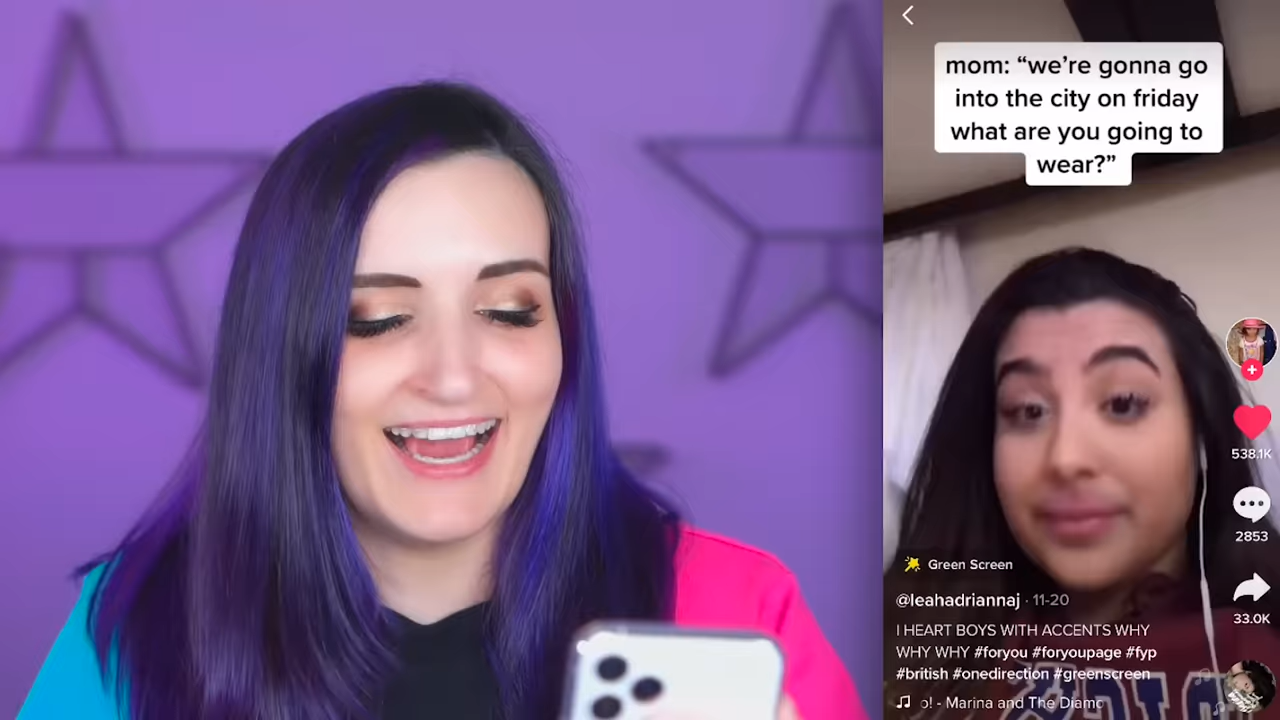 mom: “we’re gonna go
into the city on friday
what are you going to
wear?”
538.1K
2853
33.0K
Green Screen
@leahadriannaj · 11-20
I HEART BOYS WITH ACCENTS WHY
WHY WHY #foryou #foryoupage #fyp
#british #onedirection #greenscreen
o! - Marina and The Diamo